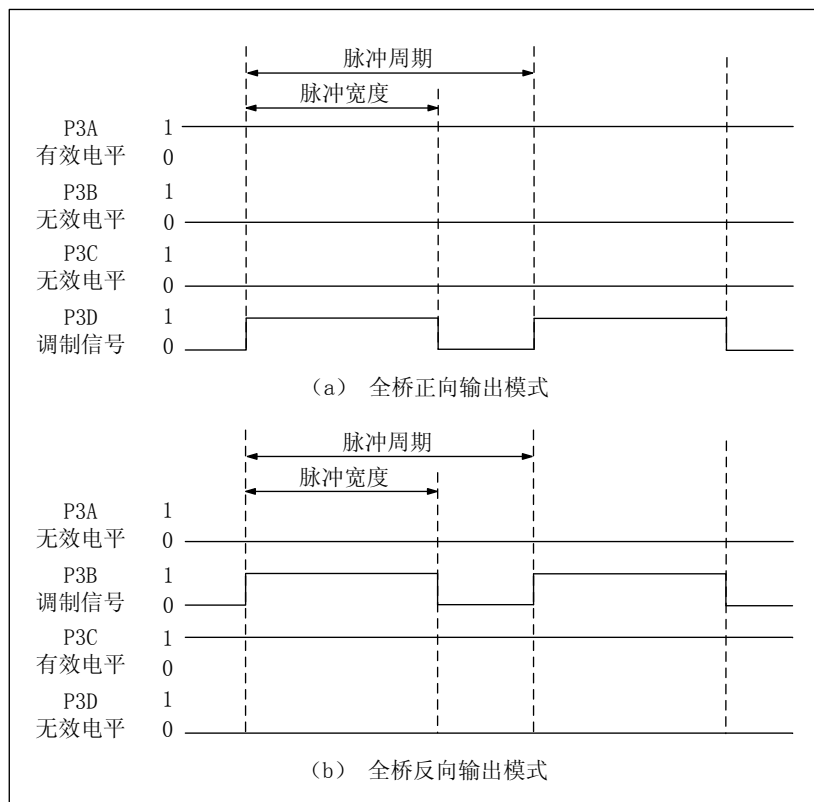 脉冲周期
脉冲宽度
P3A 1
有效电平 0
P3B 1
无效电平 0
P3C 1
无效电平 0
P3D 1
调制信号 0
（a） 全桥正向输出模式
脉冲周期
脉冲宽度
P3A 1
无效电平 0
P3B 1
调制信号 0
P3C 1
有效电平 0
P3D 1
无效电平 0
（b） 全桥反向输出模式